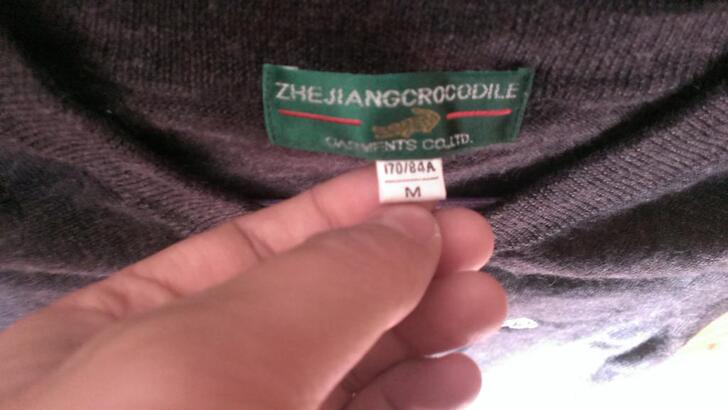 ZHEJIANGCROCODILE
GARMENTS CO.LTD.
170/84A
M